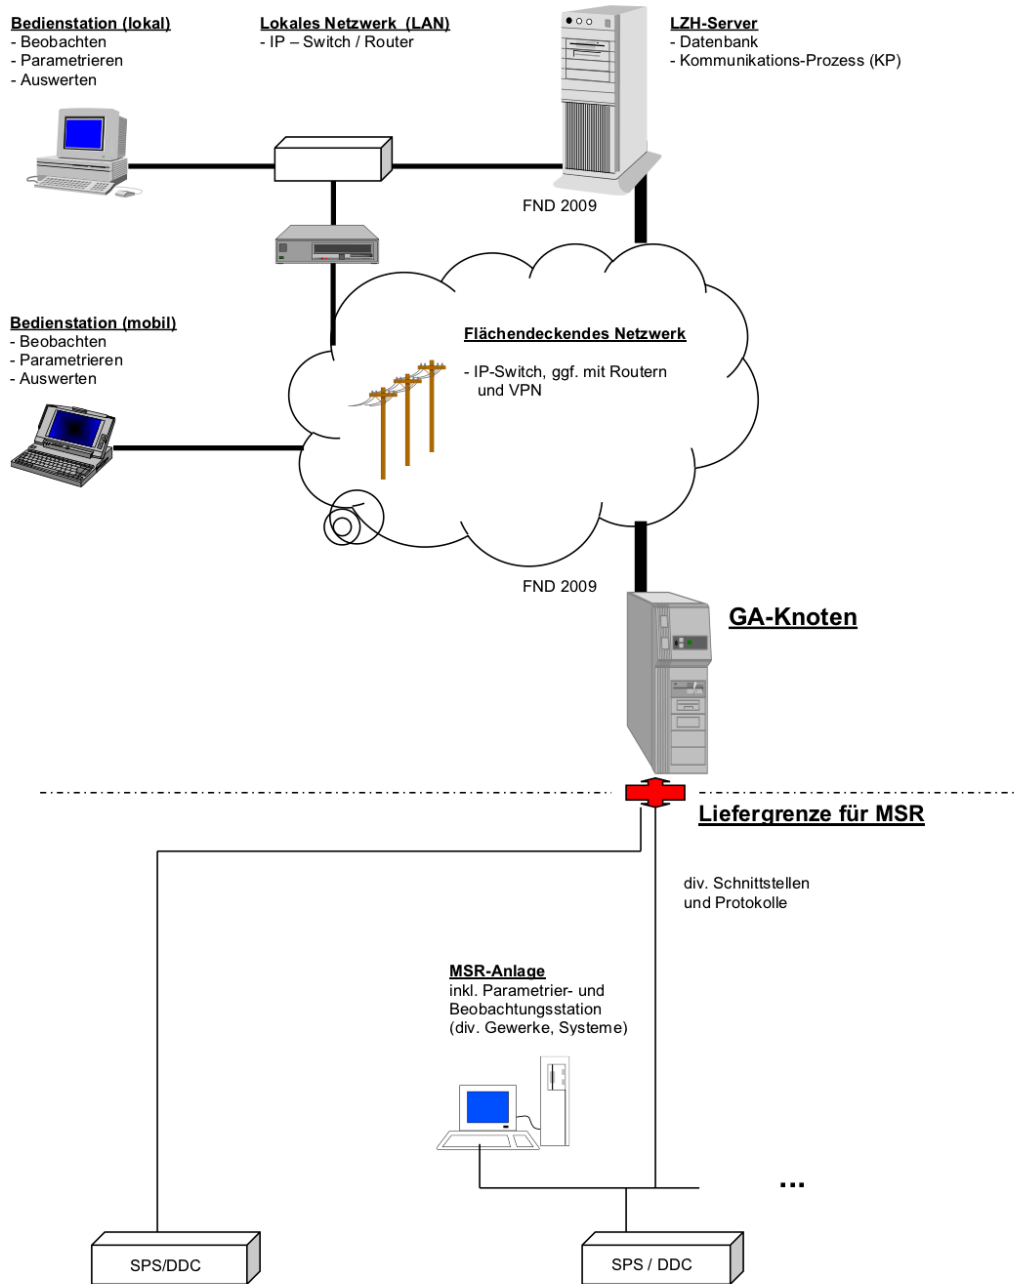 Bedienstation (lokal)
- Beobachten
- Parametrieren
- Auswerten
Lokales Netzwerk (LAN)
- IP – Switch / Router
LZH-Server
- Datenbank
- Kommunikations-Prozess (KP)
FND 2009
Bedienstation (mobil)
- Beobachten
- Parametrieren
- Auswerten
Flächendeckendes Netzwerk
- IP-Switch, ggf. mit Routern
und VPN
FND 2009
GA-Knoten
Liefergrenze für MSR
div. Schnittstellen
und Protokolle
MSR-Anlage
inkl. Parametrier- und
Beobachtungsstation
(div. Gewerke, Systeme)
...
SPS/DDC
SPS / DDC